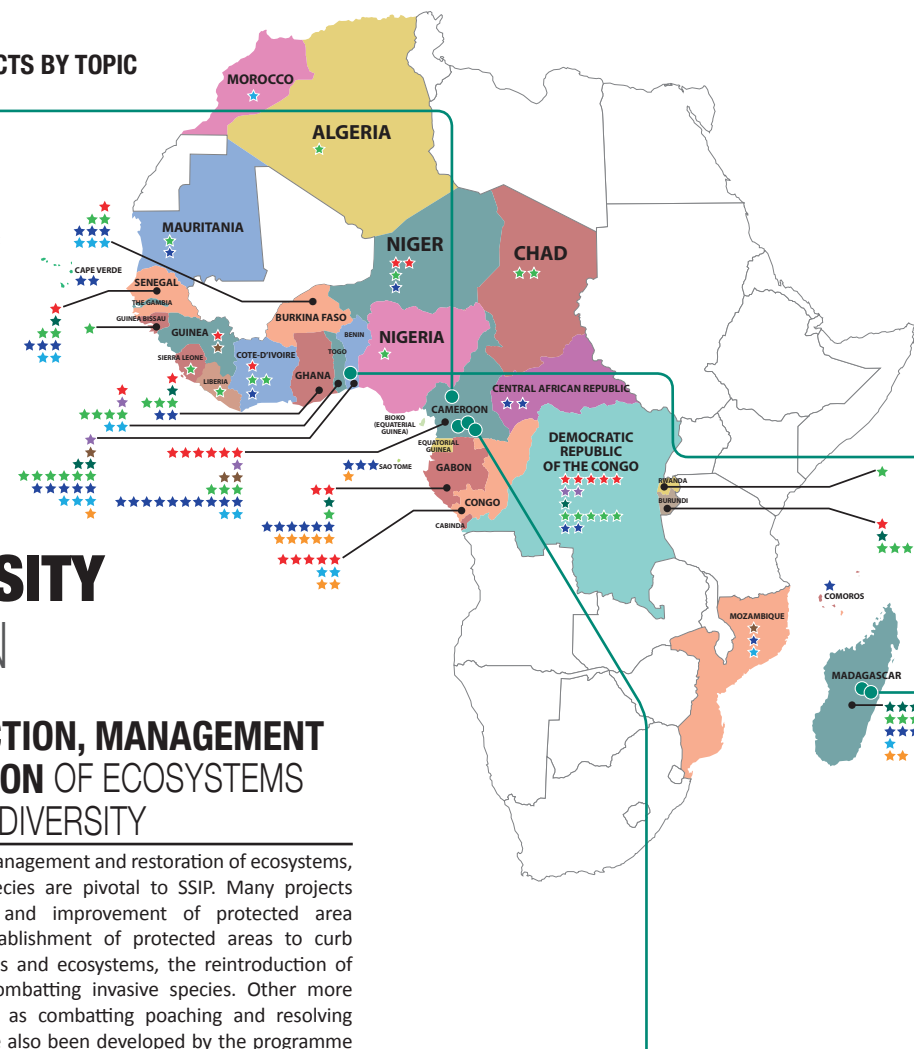 CTS BY TOPIC
MOROCCO
ALGERIA
MAURITANIA
NIGER
CHAD
CAPE VERDE
SENEGAL
THE GAMBIA
BURKINA FASO
GUINEA BISSAU
GUINEA
NIGERIA
BENIN
SIERRA LEONE
COTE-D'IVOIRE
TOGO
LIBERIA
GHANA
CENTRAL AFRICAN REPUBLIC
CAMEROON
BIOKO
(EQUATERIAL
GUINEA)
EQUATORIAL
GUINEA
DEMOCRATIC
REPUBLIC
OF THE CONGO
SAO TOME
GABON
RWANDA
BURUNDI
CONGO
CABINDA
COMOROS
MOZAMBIQUE
MADAGASCAR
SITY
N
CTION, MANAGEMENT
ON OF ECOSYSTEMS
DIVERSITY
anagement and restoration of ecosystems,
ecies are pivotal to SSIP. Many projects
and improvement of protected area
tablishment of protected areas to curb
s and ecosystems, the reintroduction of
ombatting invasive species. Other more
as combatting poaching and resolving
e also been developed by the programme